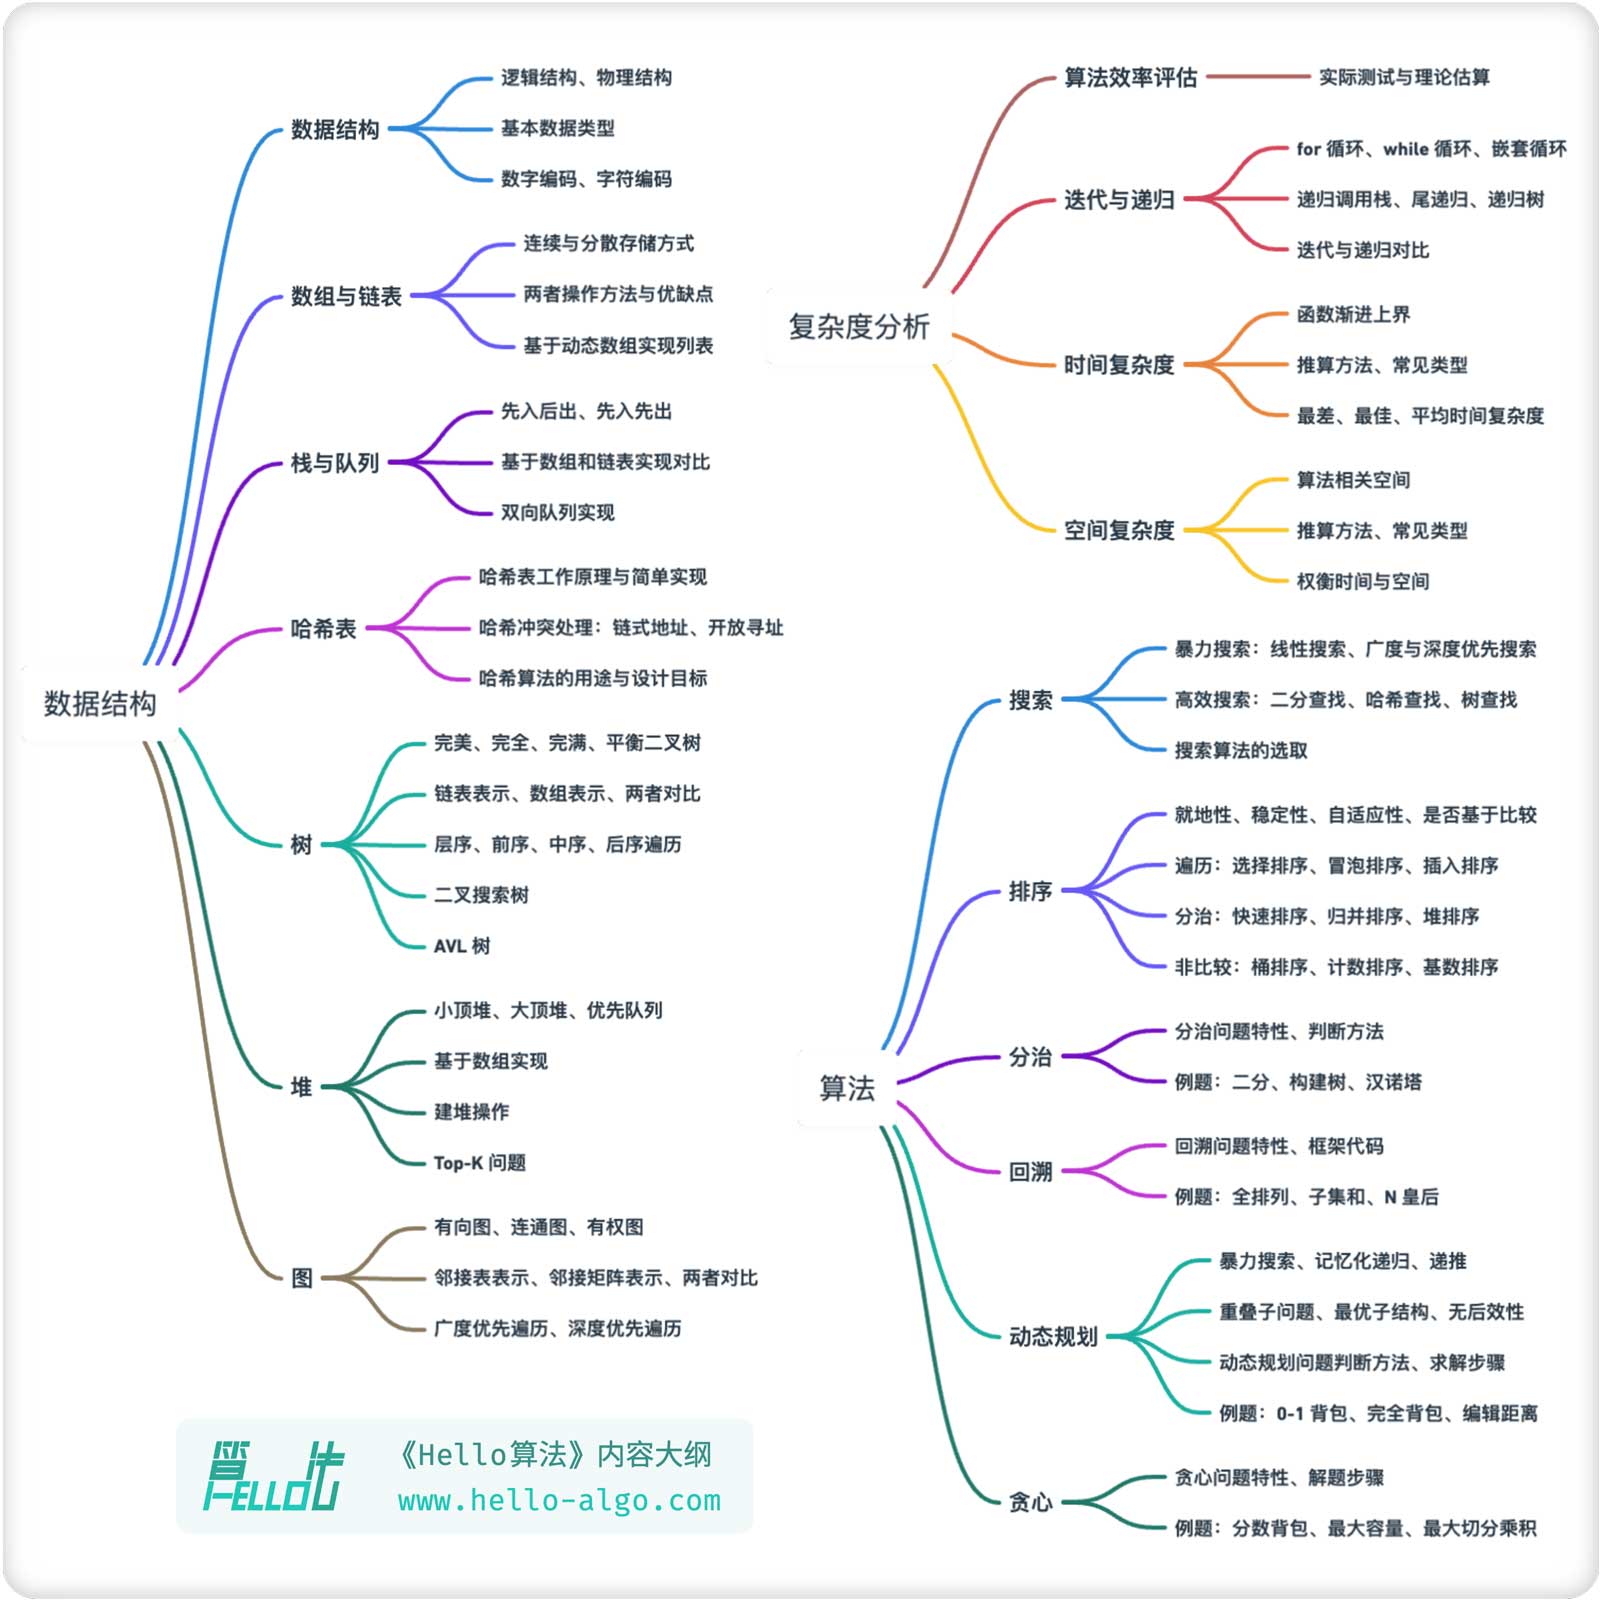 数据结构
数据结构
逻辑结构、物理结构
基本数据类型
数字编码、字符编码
数组与链表
连续与分散存储方式
两者操作方法与优缺点
基于动态数组实现列表
栈与队列
先入后出、先入先出
基于数组和链表实现对比
双向队列实现
哈希表
哈希表工作原理与简单实现
哈希冲突处理：链式地址、开放寻址
哈希算法的用途与设计目标
树
完美、完全、完满、平衡二叉树
链表表示、数组表示、两者对比
层序、前序、中序、后序遍历
二叉搜索树
AVL 树
堆
小顶堆、大顶堆、优先队列
基于数组实现
建堆操作
Top-K 问题
图
有向图、连通图、有权图
邻接表表示、邻接矩阵表示、两者对比
广度优先遍历、深度优先遍历
复杂度分析
算法效率评估
实际测试与理论估算
迭代与递归
for 循环、while 循环、嵌套循环
递归调用栈、尾递归、递归树
迭代与递归对比
时间复杂度
函数渐进上界
推算方法、常见类型
最差、最佳、平均时间复杂度
空间复杂度
算法相关空间
推算方法、常见类型
权衡时间与空间
算法
搜索
暴力搜索：线性搜索、广度与深度优先搜索
高效搜索：二分查找、哈希查找、树查找
搜索算法的选取
排序
就地性、稳定性、自适应性、是否基于比较
遍历：选择排序、冒泡排序、插入排序
分治：快速排序、归并排序、堆排序
非比较：桶排序、计数排序、基数排序
分治
分治问题特性、判断方法
例题：二分、构建树、汉诺塔
回溯
回溯问题特性、框架代码
例题：全排列、子集和、N 皇后
动态规划
暴力搜索、记忆化递归、递推
重叠子问题、最优子结构、无后效性
动态规划问题判断方法、求解步骤
例题：0-1 背包、完全背包、编辑距离
贪心
贪心问题特性、解题步骤
例题：分数背包、最大容量、最大切分乘积
算法
HELLO
《Hello算法》内容大纲
www.hello-algo.com